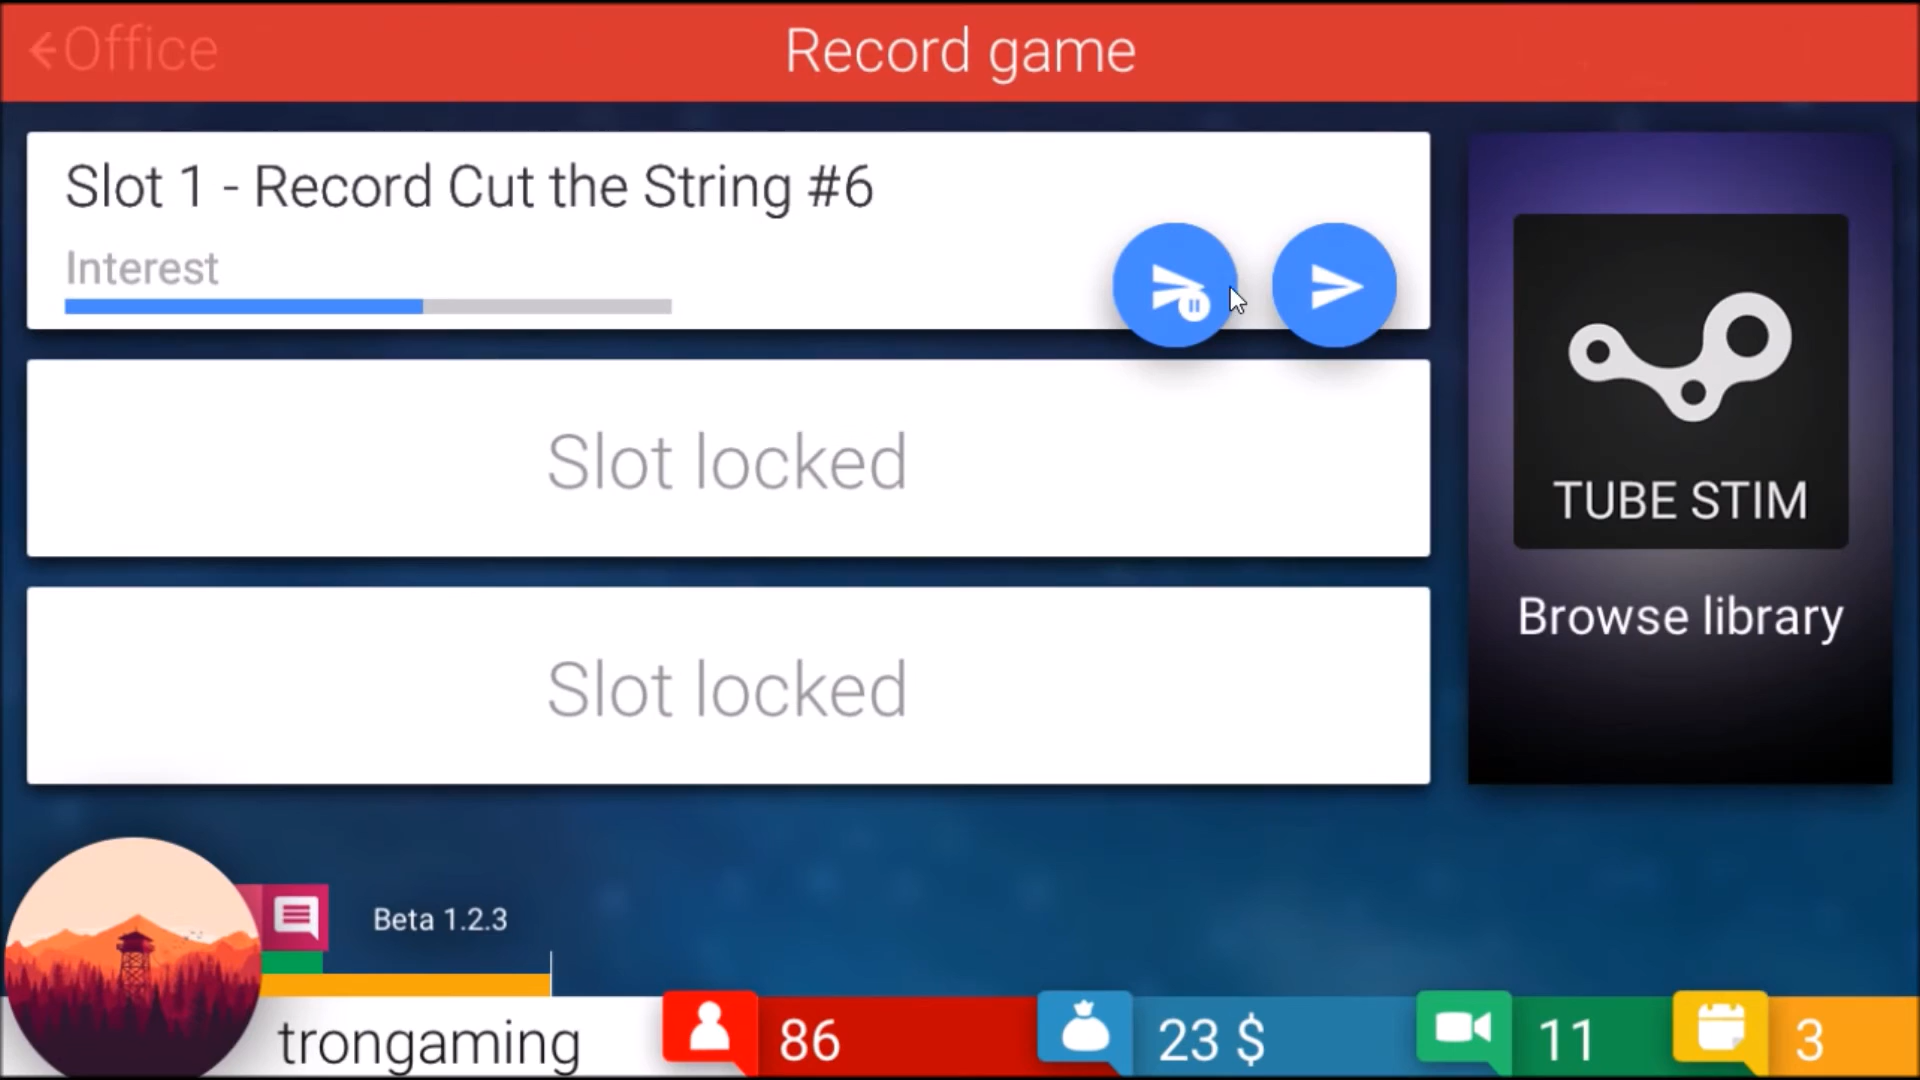 Office
Record game
Slot 1 - Record Cut the String #6
Interest
Slot locked
Slot locked
TUBE STIM
Browse library
Beta 1.2.3
trongaming
86
23 $
11
3